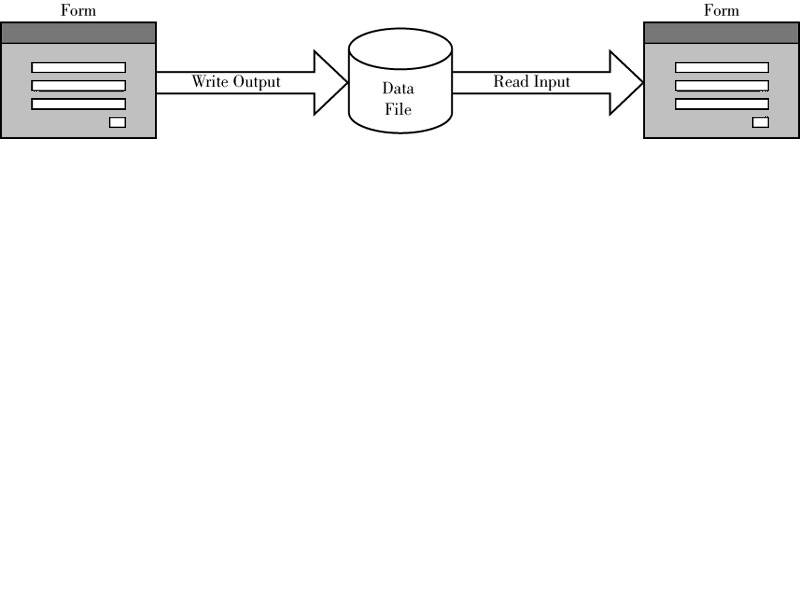 Form
Form
Write Output
Data
File
Read Input